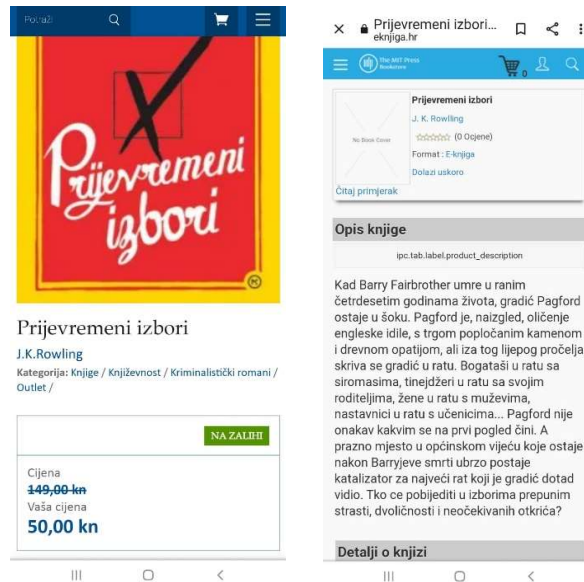 Potraži
Prijevremeni
izbori
Prijevremeni izbori
J.K.Rowling
Kategorija: Knjige / Književnost / Kriminalistički romani /
Outlet /
NA ZALIHI
Cijena
149,00 kn
Vaša cijena
50,00 kn
Prijevremeni izbori...
eknjiga.hr
The MIT Press
Bookstore
0
Prijevremeni izbori
J. K. Rowlling
(0 Ocjene)
Format : E-knjiga
Dolazi uskoro
No Book Cover
Čitaj primjerak
Opis knjige
ipc.tab.label.product_description
Kad Barry Fairbrother umre u ranim
četrdesetim godinama života, gradić Pagford
ostaje u šoku. Pagford je, naizgled, oličenje
engleske idile, s trgom popločanim kamenom
i drevnom opatijom, ali iza tog lijepog pročelja
skriva se gradić u ratu. Bogataši u ratu sa
siromasima, tinejdžeri u ratu sa svojim
roditeljima, žene u ratu s muževima,
nastavnici u ratu s učenicima... Pagford nije
onakav kakvim se na prvi pogled čini. A
prazno mjesto u općinskom vijeću koje ostaje
nakon Barryjeve smrti ubrzo postaje
katalizator za najveći rat koji je gradić dotad
vidio. Tko ce pobijediti u izborima prepunim
strasti, dvoličnosti i neočekivanih otkrića?
Detalji o knjizi